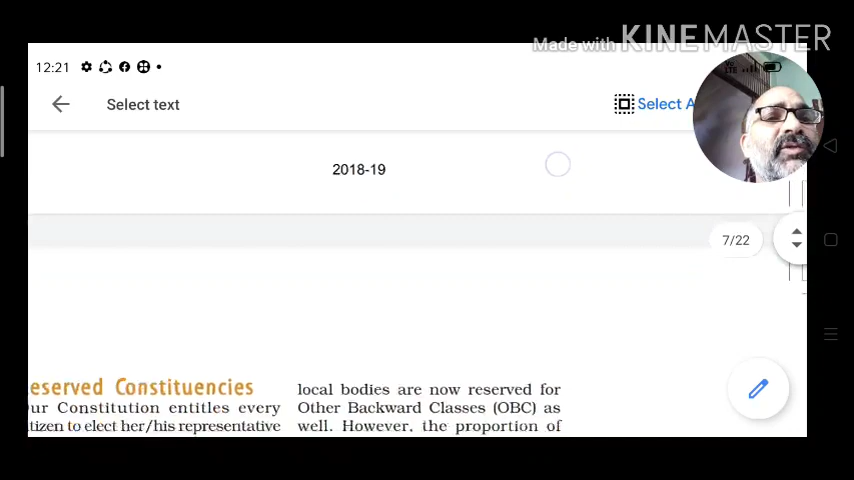 Made with KINEMASTER
12:21
VoLTE
Select text
Select A
2018-19
7/22
eserved Constituencies
ur Constitution entitles every
tizen to elect her/his representative
local bodies are now reserved for
Other Backward Classes (OBC) as
well. However, the proportion of